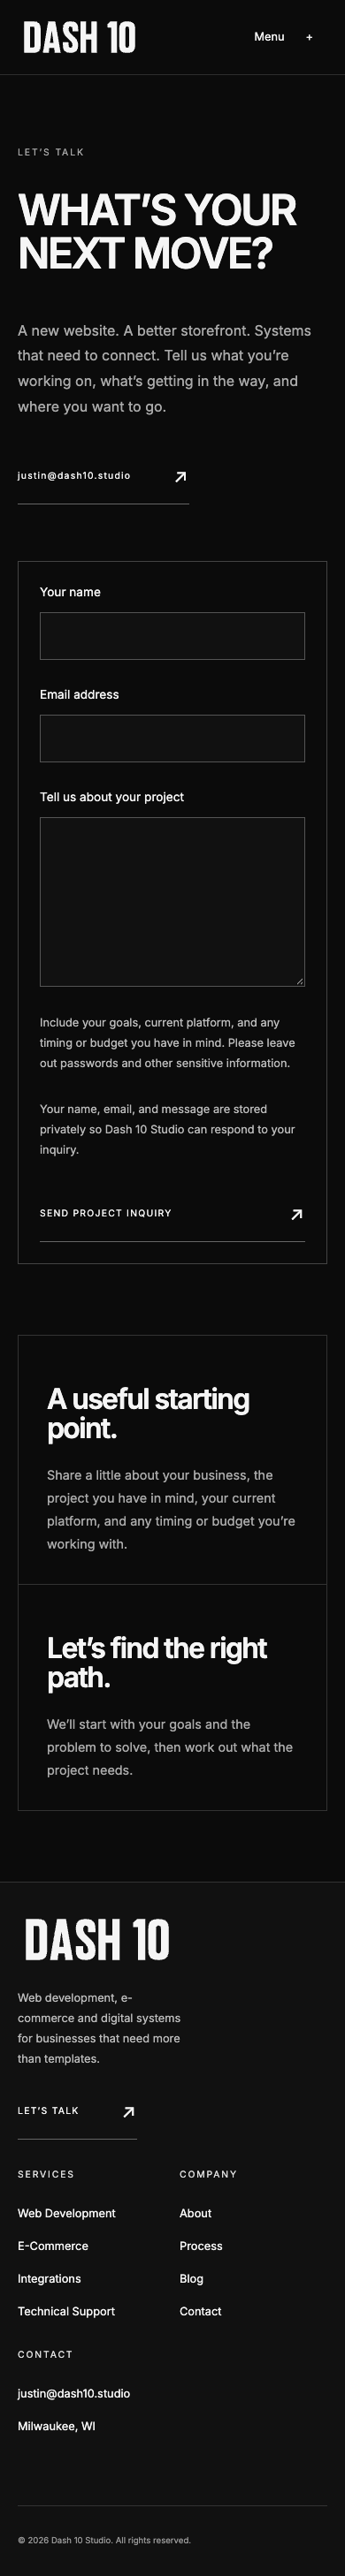 DASH 10
Menu +
LET’S TALK
WHAT’S YOUR
NEXT MOVE?
A new website. A better storefront. Systems
that need to connect. Tell us what you’re
working on, what’s getting in the way, and
where you want to go.
justin@dash10.studio
Your name
Email address
Tell us about your project
Include your goals, current platform, and any
timing or budget you have in mind. Please leave
out passwords and other sensitive information.
Your name, email, and message are stored
privately so Dash 10 Studio can respond to your
inquiry.
SEND PROJECT INQUIRY
A useful starting
point.
Share a little about your business, the
project you have in mind, your current
platform, and any timing or budget you’re
working with.
Let’s find the right
path.
We’ll start with your goals and the
problem to solve, then work out what the
project needs.
DASH 10
Web development, e-
commerce and digital systems
for businesses that need more
than templates.
LET’S TALK
SERVICES
Web Development
E-Commerce
Integrations
Technical Support
COMPANY
About
Process
Blog
Contact
CONTACT
justin@dash10.studio
Milwaukee, WI
© 2026 Dash 10 Studio. All rights reserved.